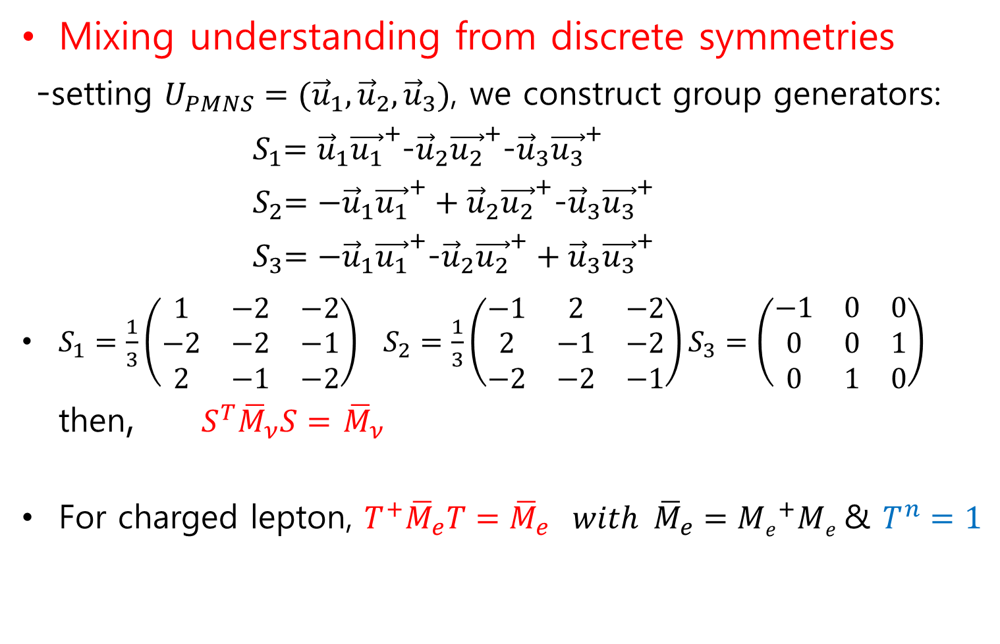 • Mixing understanding from discrete symmetries
-setting $U_{PMNS} = (\vec{u}_1, \vec{u}_2, \vec{u}_3)$, we construct group generators:
$S_1 = \vec{u}_1\overrightarrow{u_1}^+ - \vec{u}_2\overrightarrow{u_2}^+ - \vec{u}_3\overrightarrow{u_3}^+$
$S_2 = -\vec{u}_1\overrightarrow{u_1}^+ + \vec{u}_2\overrightarrow{u_2}^+ - \vec{u}_3\overrightarrow{u_3}^+$
$S_3 = -\vec{u}_1\overrightarrow{u_1}^+ - \vec{u}_2\overrightarrow{u_2}^+ + \vec{u}_3\overrightarrow{u_3}^+$
• $S_1 = \frac{1}{3}\begin{pmatrix} 1 & -2 & -2 \\ -2 & -2 & -1 \\ 2 & -1 & -2 \end{pmatrix}$ $S_2 = \frac{1}{3}\begin{pmatrix} -1 & 2 & -2 \\ 2 & -1 & -2 \\ -2 & -2 & -1 \end{pmatrix}$ $S_3 = \begin{pmatrix} -1 & 0 & 0 \\ 0 & 0 & 1 \\ 0 & 1 & 0 \end{pmatrix}$
then, $S^T \overline{M}_\nu S = \overline{M}_\nu$
• For charged lepton, $T^+ \overline{M}_e T = \overline{M}_e$ $with$ $\overline{M}_e = M_e{}^+ M_e$ & $T^n = 1$